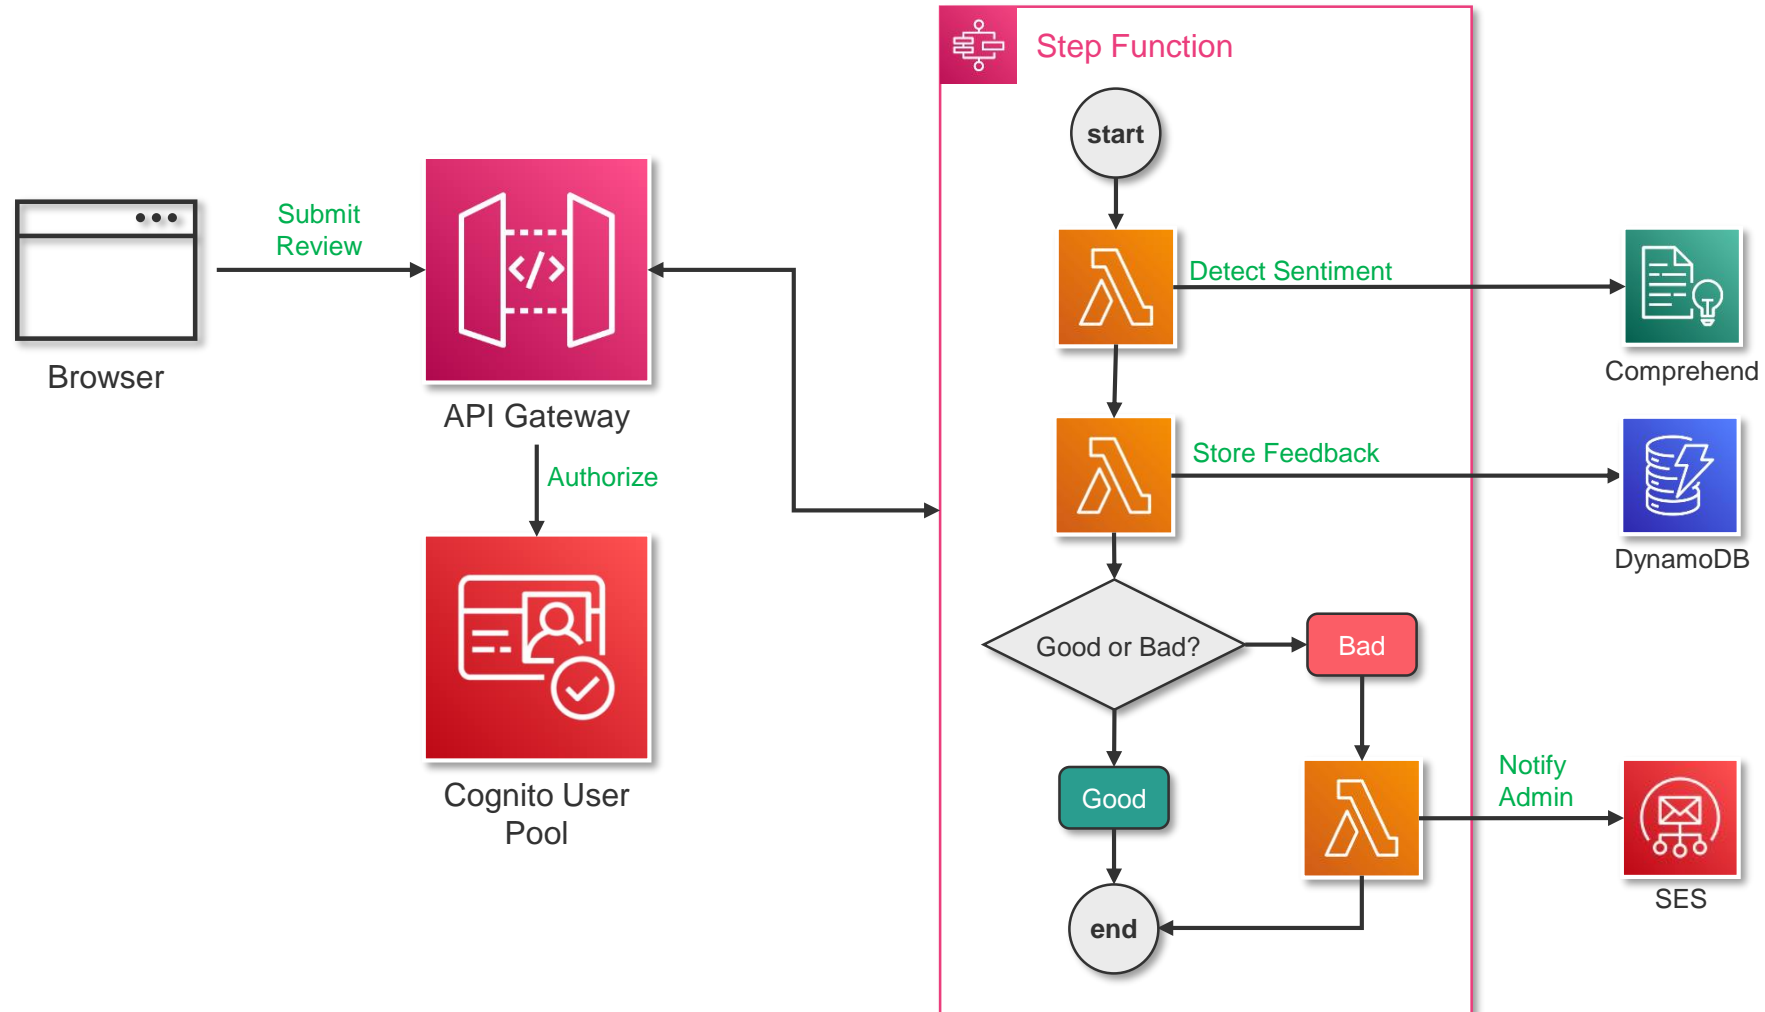 Step Function
start
Submit
Review
Browser
API Gateway
Authorize
Cognito User
Pool
Detect Sentiment
Comprehend
Store Feedback
DynamoDB
Good or Bad?
Bad
Good
Notify
Admin
SES
end